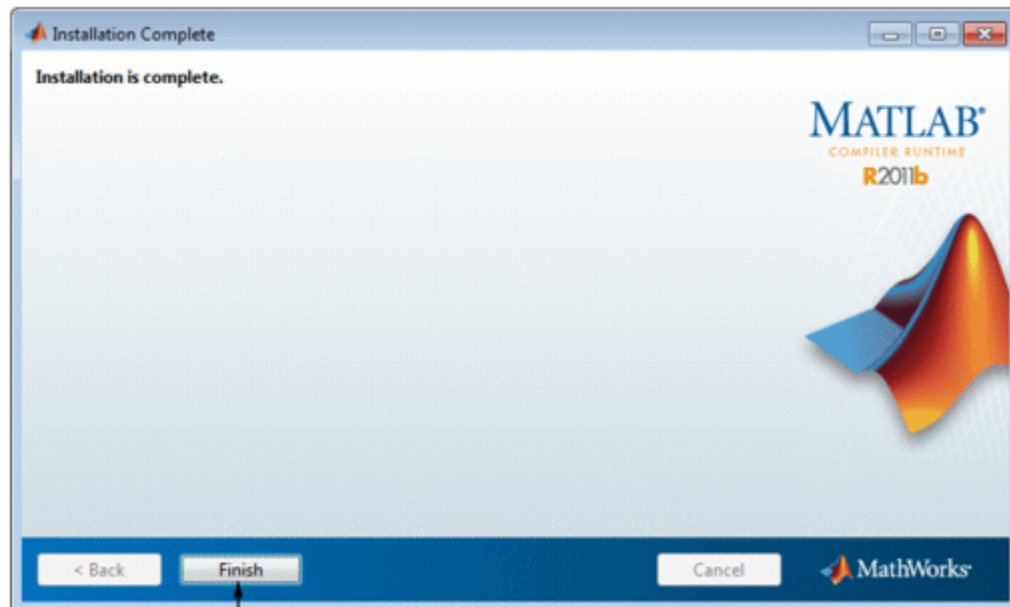 Installation Complete
Installation is complete.
MATLAB®
COMPILER RUNTIME
R2011b
< Back
Finish
Cancel
MathWorks®